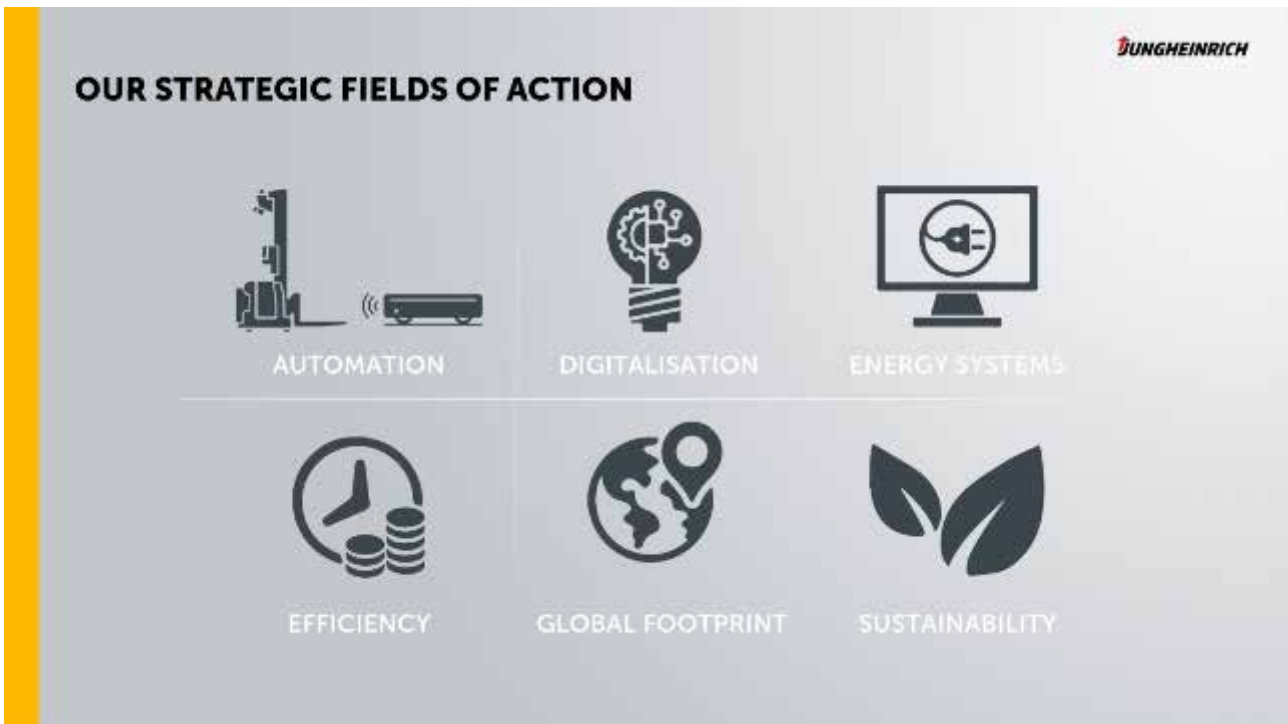 JUNGHEINRICH
OUR STRATEGIC FIELDS OF ACTION
AUTOMATION
DIGITALISATION
ENERGY SYSTEMS
EFFICIENCY
GLOBAL FOOTPRINT
SUSTAINABILITY